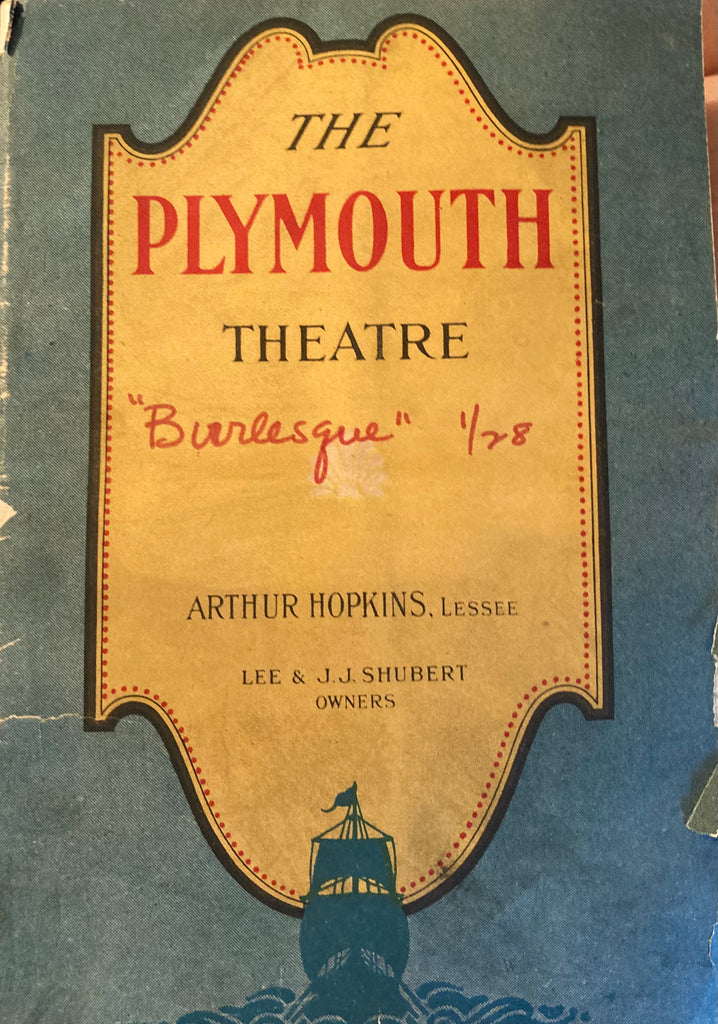 THE
PLYMOUTH
THEATRE
"Burlesque" 1/28
ARTHUR HOPKINS, LESSEE
LEE & J.J. SHUBERT
OWNERS